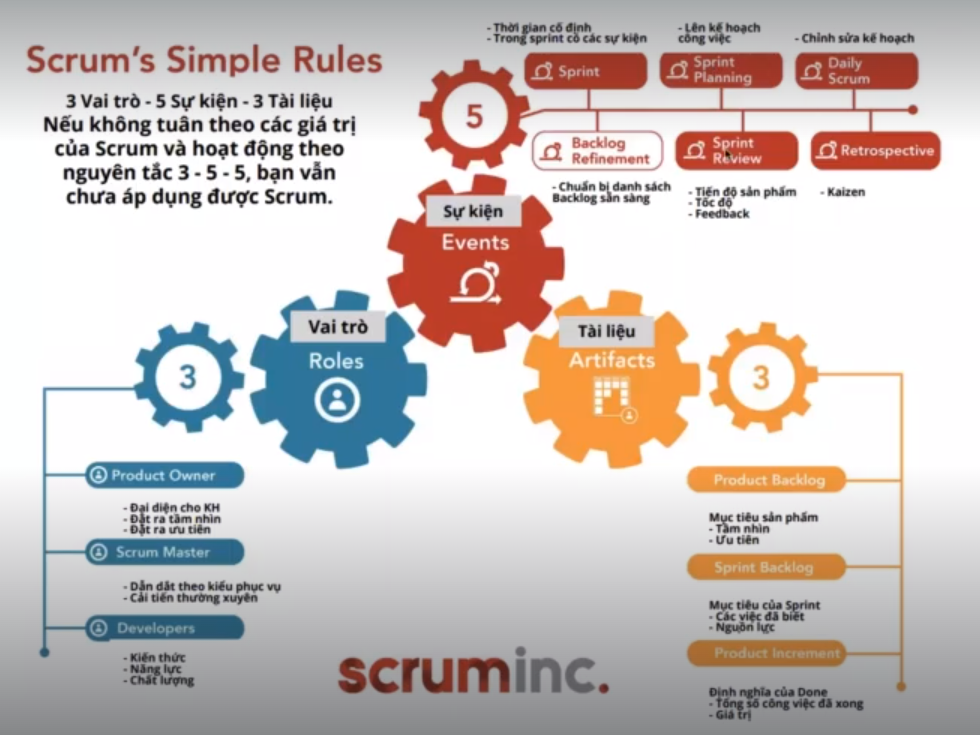 Scrum's Simple Rules
3 Vai trò - 5 Sự kiện - 3 Tài liệu
Nếu không tuân theo các giá trị
của Scrum và hoạt động theo
nguyên tắc 3 - 5 - 5, bạn vẫn
chưa áp dụng được Scrum.
5
- Thời gian cố định
- Trong sprint có các sự kiện
Sprint
- Lên kế hoạch
công việc
Sprint
Planning
- Chỉnh sửa kế hoạch
Daily
Scrum
Backlog
Refinement
- Chuẩn bị danh sách
Backlog sẵn sàng
Sprint
Review
- Tiến độ sản phẩm
- Tốc độ
- Feedback
Retrospective
- Kaizen
Sự kiện
Events
Vai trò
Roles
3
Product Owner
- Đại diện cho KH
- Đặt ra tầm nhìn
- Đặt ra ưu tiên
Scrum Master
- Dẫn dắt theo kiểu phục vụ
- Cải tiến thường xuyên
Developers
- Kiến thức
- Năng lực
- Chất lượng
Tài liệu
Artifacts
3
Product Backlog
Mục tiêu sản phẩm
- Tầm nhìn
- Ưu tiên
Sprint Backlog
Mục tiêu của Sprint
- Các việc đã biết
- Nguồn lực
Product Increment
Định nghĩa của Done
- Tổng số công việc đã xong
- Giá trị
scruminc.